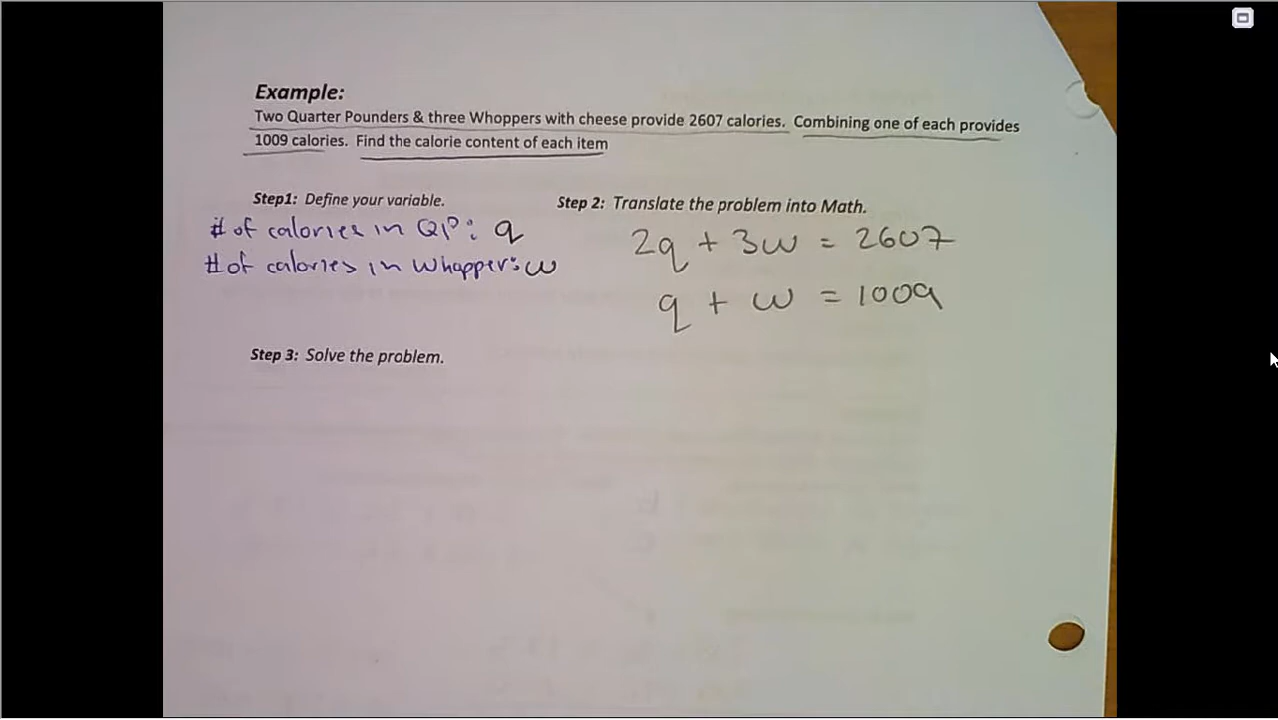 Example:
Two Quarter Pounders & three Whoppers with cheese provide 2607 calories. Combining one of each provides
1009 calories. Find the calorie content of each item
Step1: Define your variable.
# of calories in QP: q
# of calories in Whapper: w
Step 2: Translate the problem into Math.
2q + 3w = 2607
q + w = 1009
Step 3: Solve the problem.